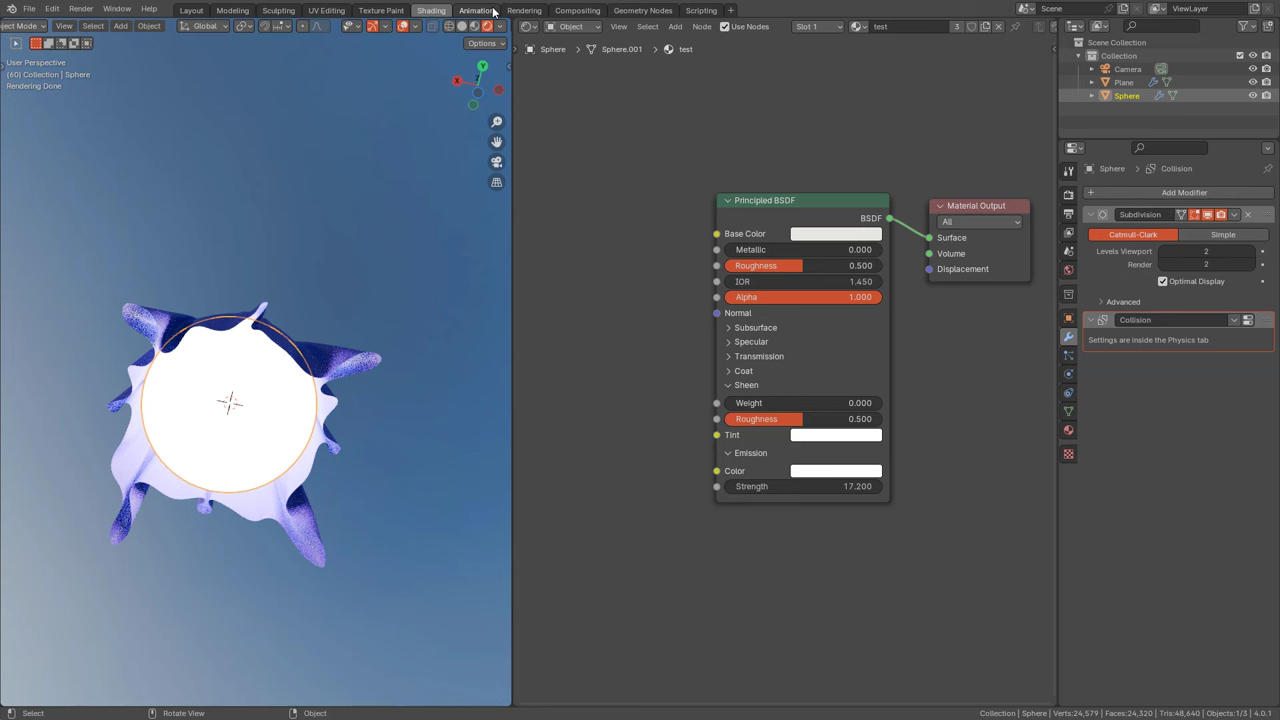 File Edit Render Window Help Layout Modeling Sculpting UV Editing Texture Paint Shading Animation Rendering Compositing Geometry Nodes Scripting + Scene ViewLayer
ject Mode View Select Add Object Global
Object View Select Add Node Use Nodes Slot 1 test 3
Options
Sphere > Sphere.001 > test
User Perspective
(60) Collection | Sphere
Rendering Done
Y
X
Z
Principled BSDF
BSDF
Base Color
Metallic 0.000
Roughness 0.500
IOR 1.450
Alpha 1.000
Normal
Subsurface
Specular
Transmission
Coat
Sheen
Weight 0.000
Roughness 0.500
Tint
Emission
Color
Strength 17.200
Material Output
All
Surface
Volume
Displacement
Scene Collection
Collection
Camera
Plane
Sphere
Sphere > Collision
Add Modifier
Subdivision
Catmull-Clark Simple
Levels Viewport 2
Render 2
Optimal Display
Advanced
Collision
Settings are inside the Physics tab
Select Rotate View Object Collection | Sphere | Verts:24,579 | Faces:24,320 | Tris:48,640 | Objects:1/3 | 4.0.1